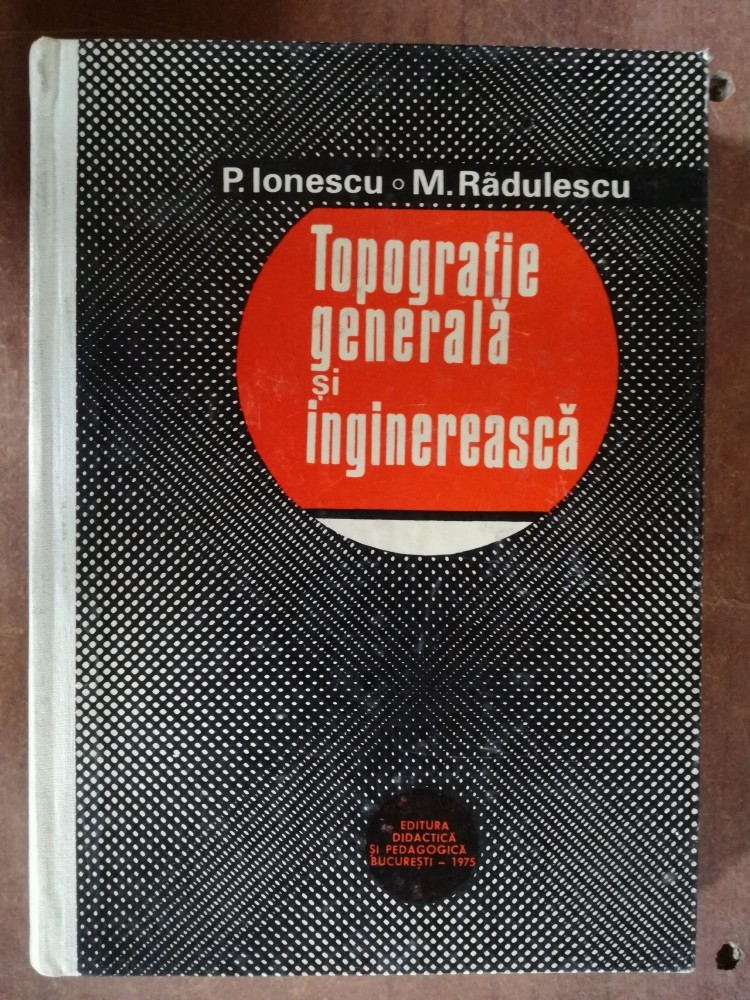 P. Ionescu ○ M. Rădulescu
Topografie
generală
și
inginerească
EDITURA
DIDACTICĂ
ȘI PEDAGOGICĂ
BUCUREȘTI – 1975